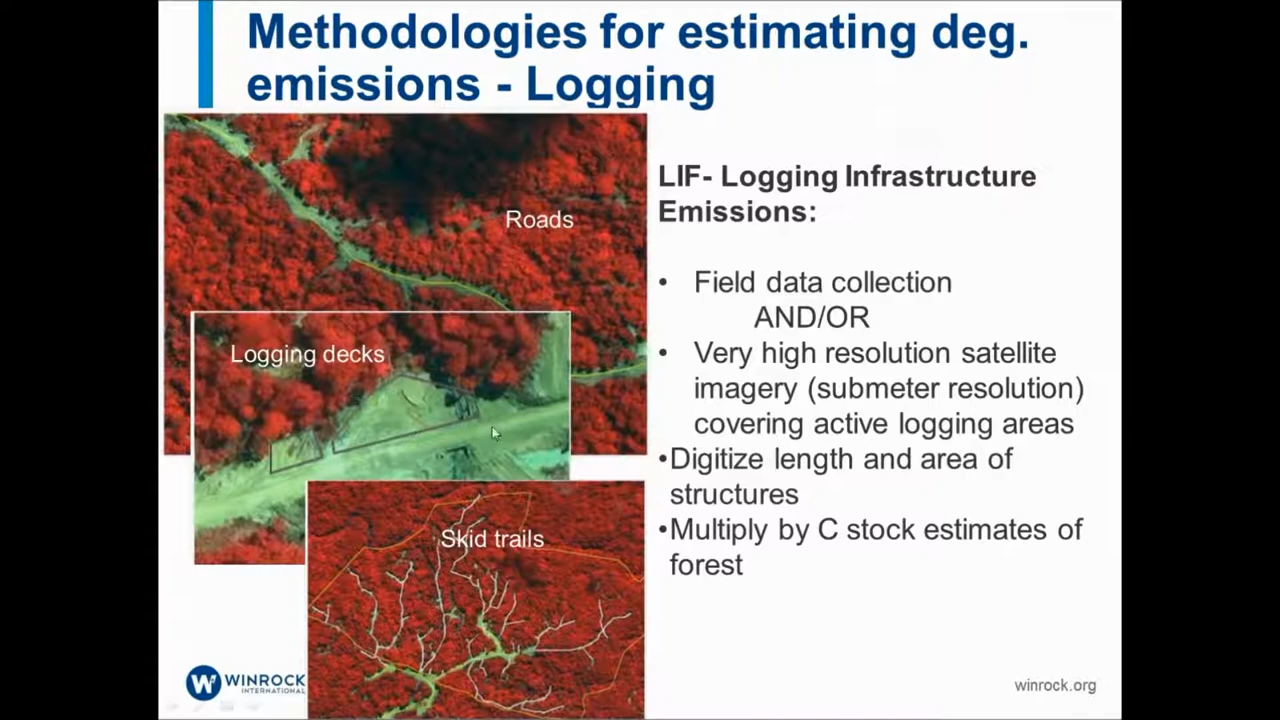 Methodologies for estimating deg.
emissions - Logging
Roads
Logging decks
Skid trails
LIF- Logging Infrastructure
Emissions:
• Field data collection
AND/OR
• Very high resolution satellite
imagery (submeter resolution)
covering active logging areas
•Digitize length and area of
structures
•Multiply by C stock estimates of
forest
W
WINROCK
INTERNATIONAL
winrock.org